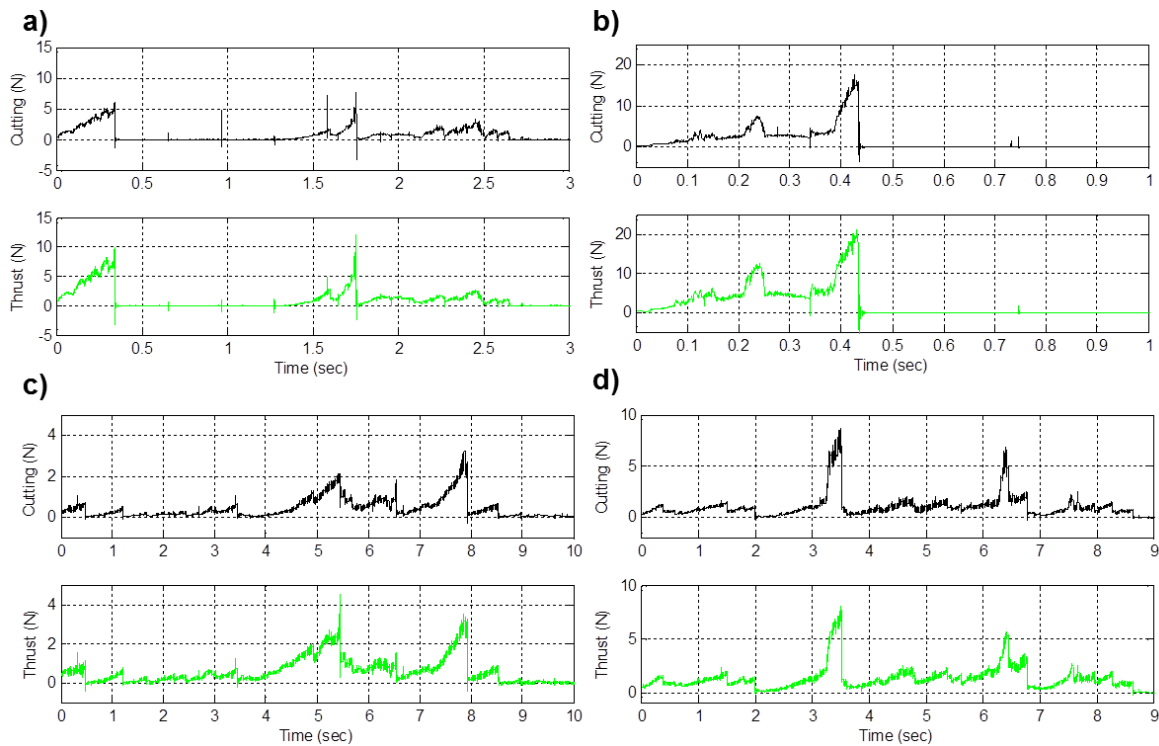 a)
15
10
5
0
-5
Cutting (N)
0 0.5 1 1.5 2 2.5 3
15
10
5
0
-5
Thrust (N)
0 0.5 1 1.5 2 2.5 3
Time (sec)
b)
20
10
0
Cutting (N)
0 0.1 0.2 0.3 0.4 0.5 0.6 0.7 0.8 0.9 1
20
10
0
Thrust (N)
0 0.1 0.2 0.3 0.4 0.5 0.6 0.7 0.8 0.9 1
Time (sec)
c)
4
2
0
Cutting (N)
0 1 2 3 4 5 6 7 8 9 10
4
2
0
Thrust (N)
0 1 2 3 4 5 6 7 8 9 10
Time (sec)
d)
10
5
0
Cutting (N)
0 1 2 3 4 5 6 7 8 9
10
5
0
Thrust (N)
0 1 2 3 4 5 6 7 8 9
Time (sec)